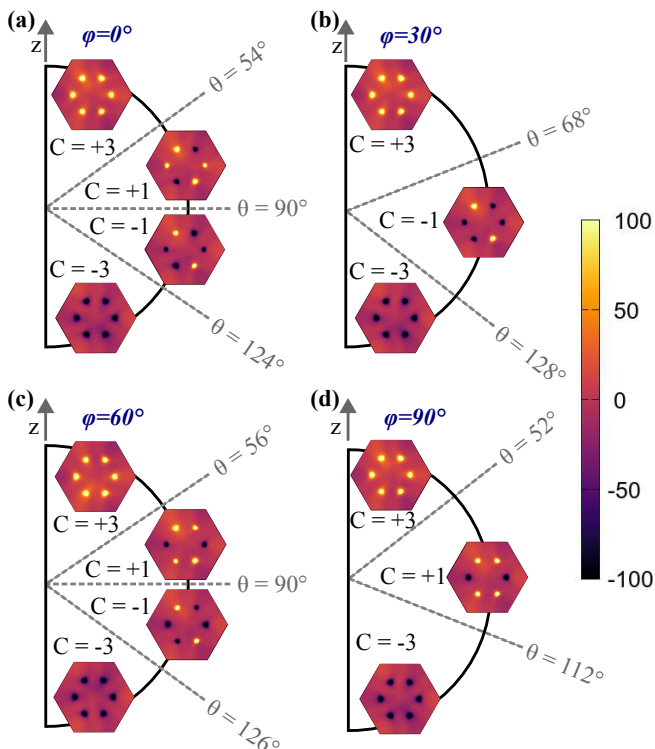 (a)
z
φ=0°
θ = 54°
C = +3
C = +1
θ = 90°
C = -1
C = -3
θ = 124°
(b)
z
φ=30°
θ = 68°
C = +3
C = -1
C = -3
θ = 128°
(c)
z
φ=60°
θ = 56°
C = +3
C = +1
θ = 90°
C = -1
C = -3
θ = 126°
(d)
z
φ=90°
θ = 52°
C = +3
C = +1
C = -3
θ = 112°
100
50
0
-50
-100